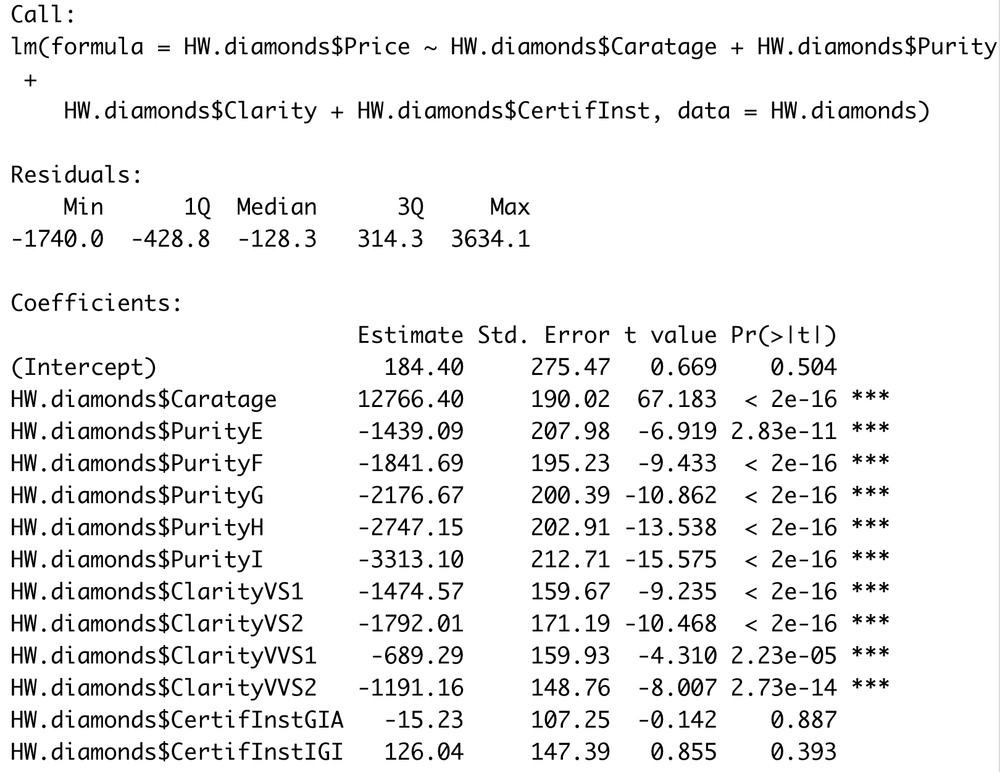 Call:
lm(formula = HW.diamonds$Price ~ HW.diamonds$Caratage + HW.diamonds$Purity
 +
    HW.diamonds$Clarity + HW.diamonds$CertifInst, data = HW.diamonds)

Residuals:
    Min      1Q  Median      3Q     Max
-1740.0  -428.8  -128.3   314.3  3634.1

Coefficients:
                          Estimate Std. Error t value Pr(>|t|)
(Intercept)                 184.40     275.47   0.669    0.504
HW.diamonds$Caratage      12766.40     190.02  67.183  < 2e-16 ***
HW.diamonds$PurityE       -1439.09     207.98  -6.919 2.83e-11 ***
HW.diamonds$PurityF       -1841.69     195.23  -9.433  < 2e-16 ***
HW.diamonds$PurityG       -2176.67     200.39 -10.862  < 2e-16 ***
HW.diamonds$PurityH       -2747.15     202.91 -13.538  < 2e-16 ***
HW.diamonds$PurityI       -3313.10     212.71 -15.575  < 2e-16 ***
HW.diamonds$ClarityVS1    -1474.57     159.67  -9.235  < 2e-16 ***
HW.diamonds$ClarityVS2    -1792.01     171.19 -10.468  < 2e-16 ***
HW.diamonds$ClarityVVS1    -689.29     159.93  -4.310 2.23e-05 ***
HW.diamonds$ClarityVVS2   -1191.16     148.76  -8.007 2.73e-14 ***
HW.diamonds$CertifInstGIA   -15.23     107.25  -0.142    0.887
HW.diamonds$CertifInstIGI   126.04     147.39   0.855    0.393